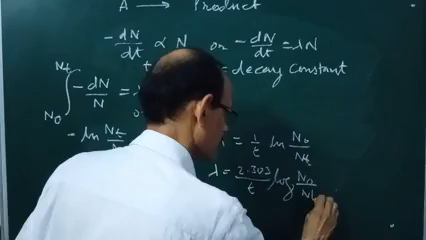 A → Product
-dN/dt ∝ N or -dN/dt = λN
= decay constant
∫ N₀ Nt -dN/N =
-ln Nt/
= 1/t ln N₀/Nt
λ = 2.303/t log N₀/N